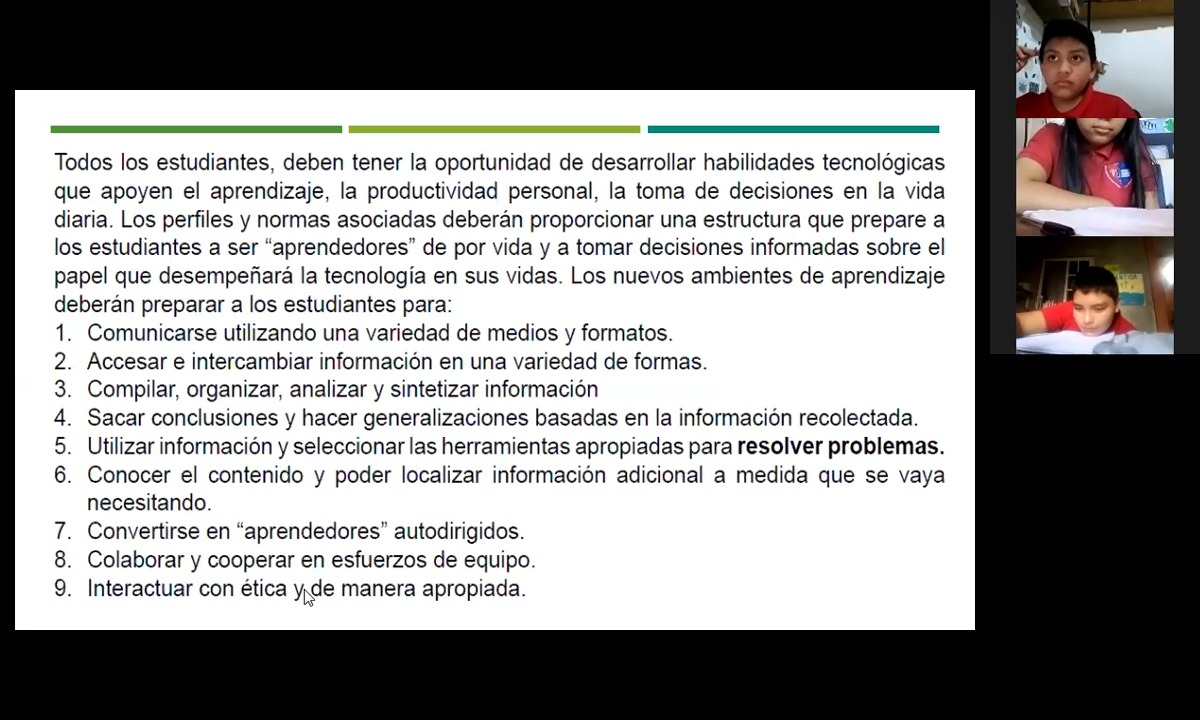 Todos los estudiantes, deben tener la oportunidad de desarrollar habilidades tecnológicas
que apoyen el aprendizaje, la productividad personal, la toma de decisiones en la vida
diaria. Los perfiles y normas asociadas deberán proporcionar una estructura que prepare a
los estudiantes a ser “aprendedores” de por vida y a tomar decisiones informadas sobre el
papel que desempeñará la tecnología en sus vidas. Los nuevos ambientes de aprendizaje
deberán preparar a los estudiantes para:
1. Comunicarse utilizando una variedad de medios y formatos.
2. Accesar e intercambiar información en una variedad de formas.
3. Compilar, organizar, analizar y sintetizar información
4. Sacar conclusiones y hacer generalizaciones basadas en la información recolectada.
5. Utilizar información y seleccionar las herramientas apropiadas para resolver problemas.
6. Conocer el contenido y poder localizar información adicional a medida que se vaya
necesitando.
7. Convertirse en “aprendedores” autodirigidos.
8. Colaborar y cooperar en esfuerzos de equipo.
9. Interactuar con ética y de manera apropiada.